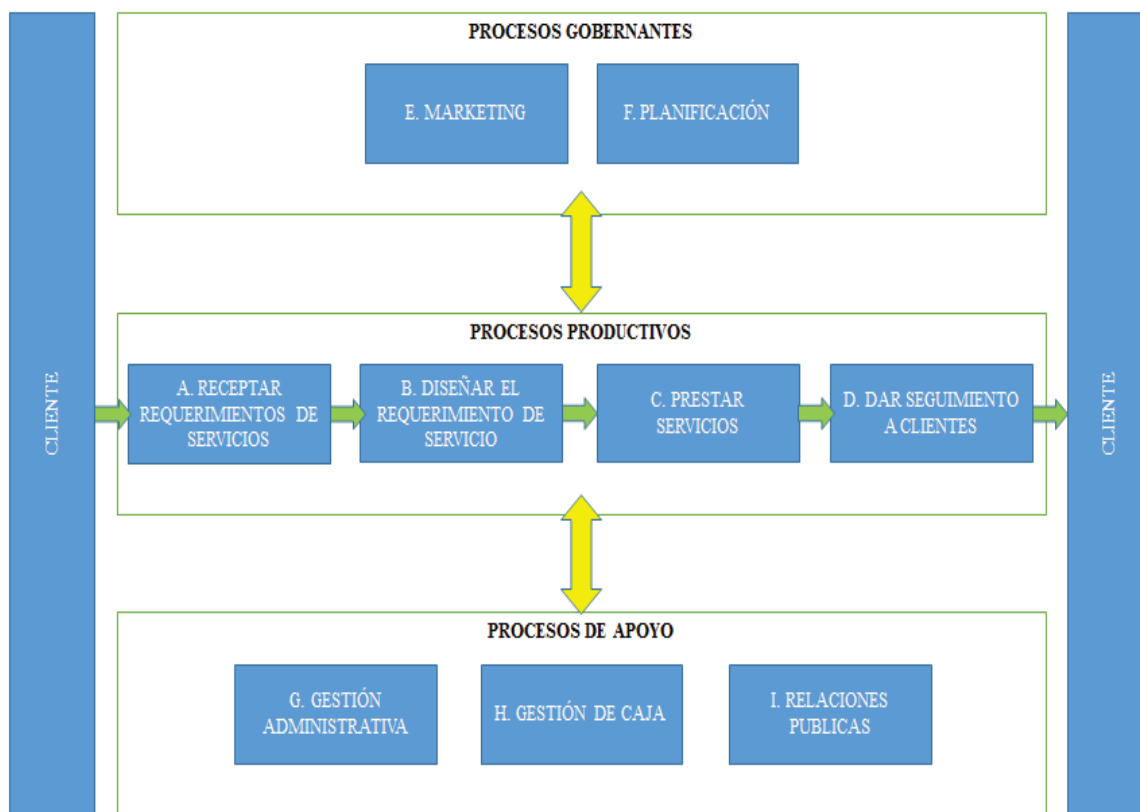 PROCESOS GOBERNANTES
E. MARKETING
F. PLANIFICACIÓN
CLIENTE
PROCESOS PRODUCTIVOS
A. RECEPTAR
REQUERIMIENTOS DE
SERVICIOS
B. DISEÑAR EL
REQUERIMIENTO DE
SERVICIO
C. PRESTAR
SERVICIOS
D. DAR SEGUIMIENTO
A CLIENTES
CLIENTE
PROCESOS DE APOYO
G. GESTIÓN
ADMINISTRATIVA
H. GESTIÓN DE CAJA
I. RELACIONES
PUBLICAS